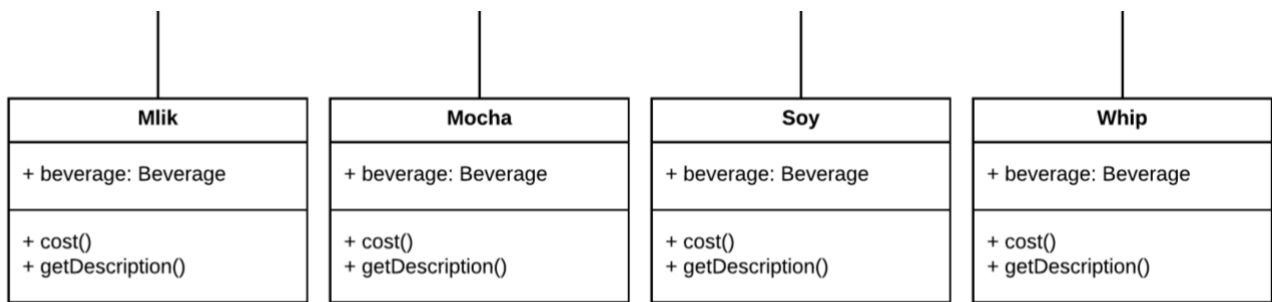 Mlik
+ beverage: Beverage
+ cost()
+ getDescription()
Mocha
+ beverage: Beverage
+ cost()
+ getDescription()
Soy
+ beverage: Beverage
+ cost()
+ getDescription()
Whip
+ beverage: Beverage
+ cost()
+ getDescription()